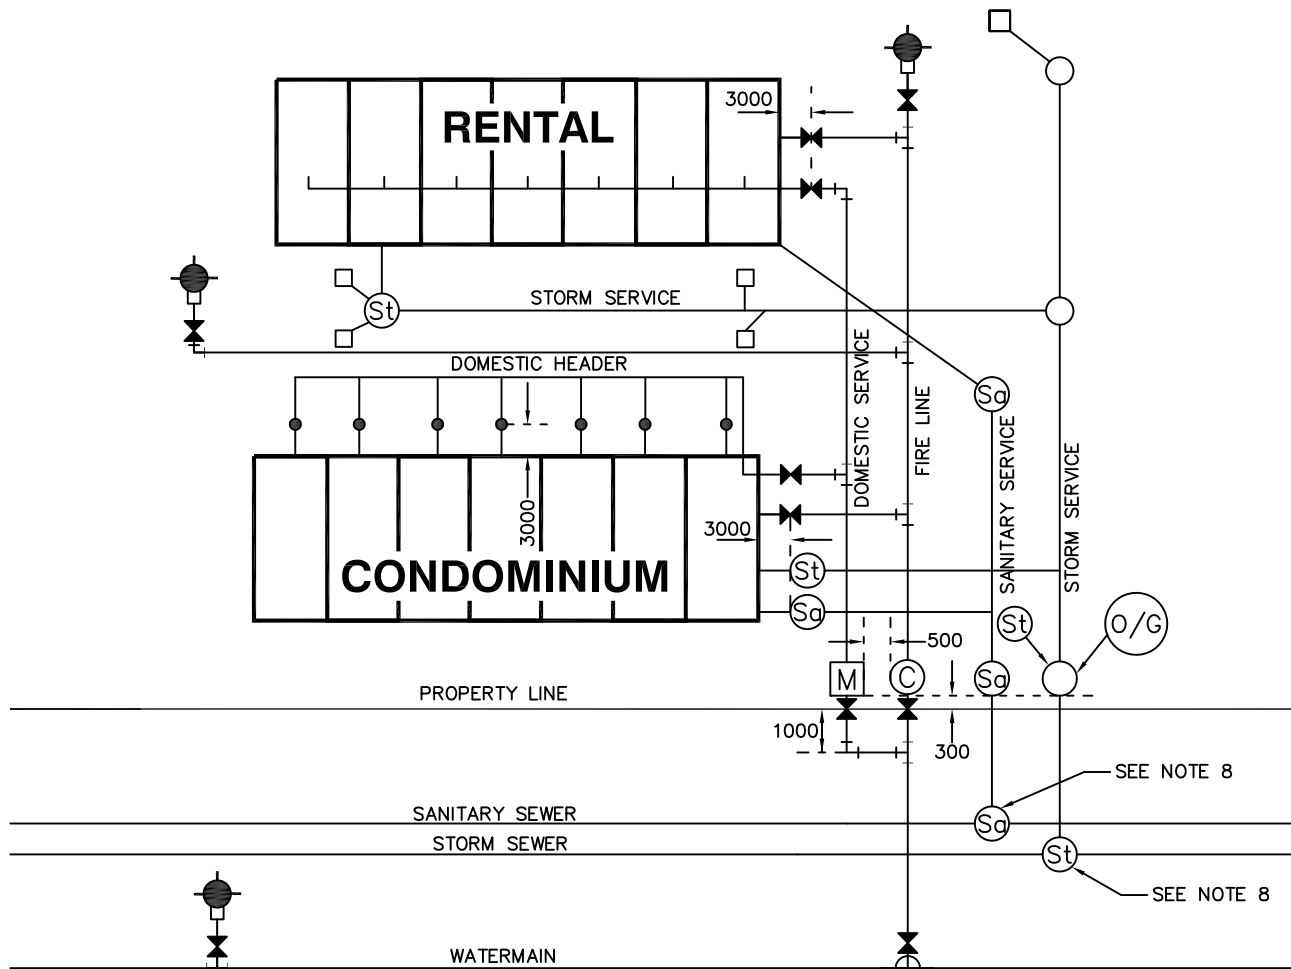 3000
RENTAL
STORM SERVICE
St
DOMESTIC HEADER
DOMESTIC SERVICE
FIRE LINE
Sa
SANITARY SERVICE
STORM SERVICE
3000
3000
CONDOMINIUM
St
Sa
St
O/G
500
M
C
Sa
PROPERTY LINE
1000
300
SEE NOTE 8
SANITARY SEWER
Sa
STORM SEWER
St
SEE NOTE 8
WATERMAIN